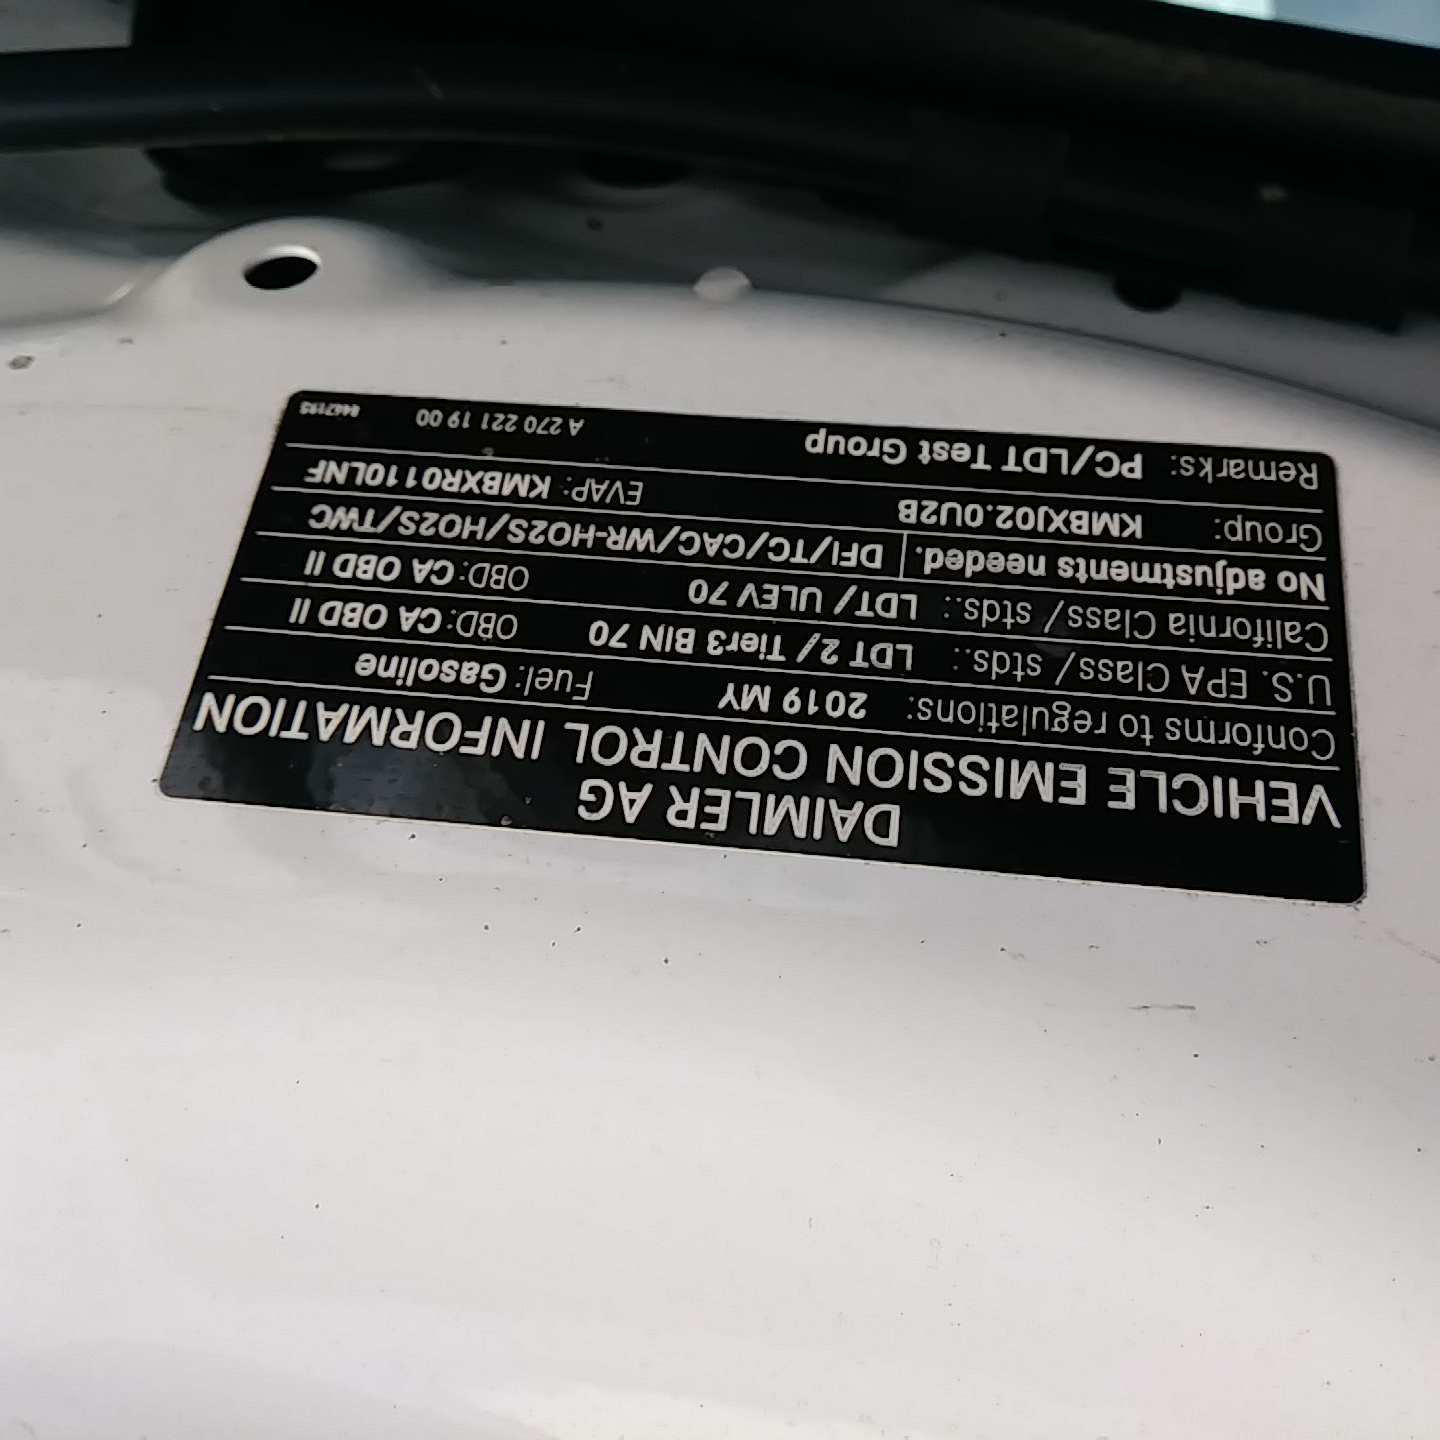 DAIMLER AG
VEHICLE EMISSION CONTROL INFORMATION
Conforms to regulations: 2019 MY Fuel: Gasoline
U.S. EPA Class/ stds.: LDT 2/ Tier3 BIN 70 OBD: CA OBD II
California Class/ stds.: LDT/ ULEV 70 OBD: CA OBD II
No adjustments needed. DFI/TC/CAC/WR-HO2S/HO2S/TWC
Group: KMBXJ02.0U2B EVAP: KMBXR0110LNF
Remarks: PC/LDT Test Group A 270 221 19 00